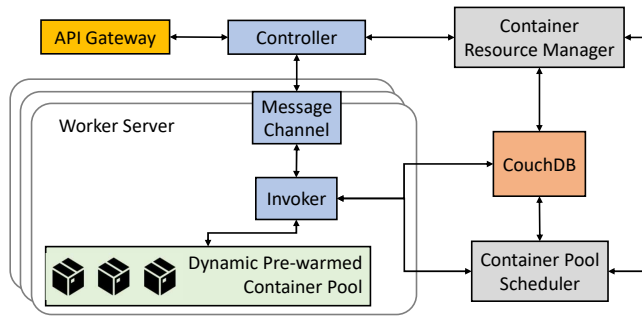 API Gateway
Controller
Container
Resource Manager
Message
Channel
Worker Server
CouchDB
Invoker
Dynamic Pre-warmed
Container Pool
Container Pool
Scheduler